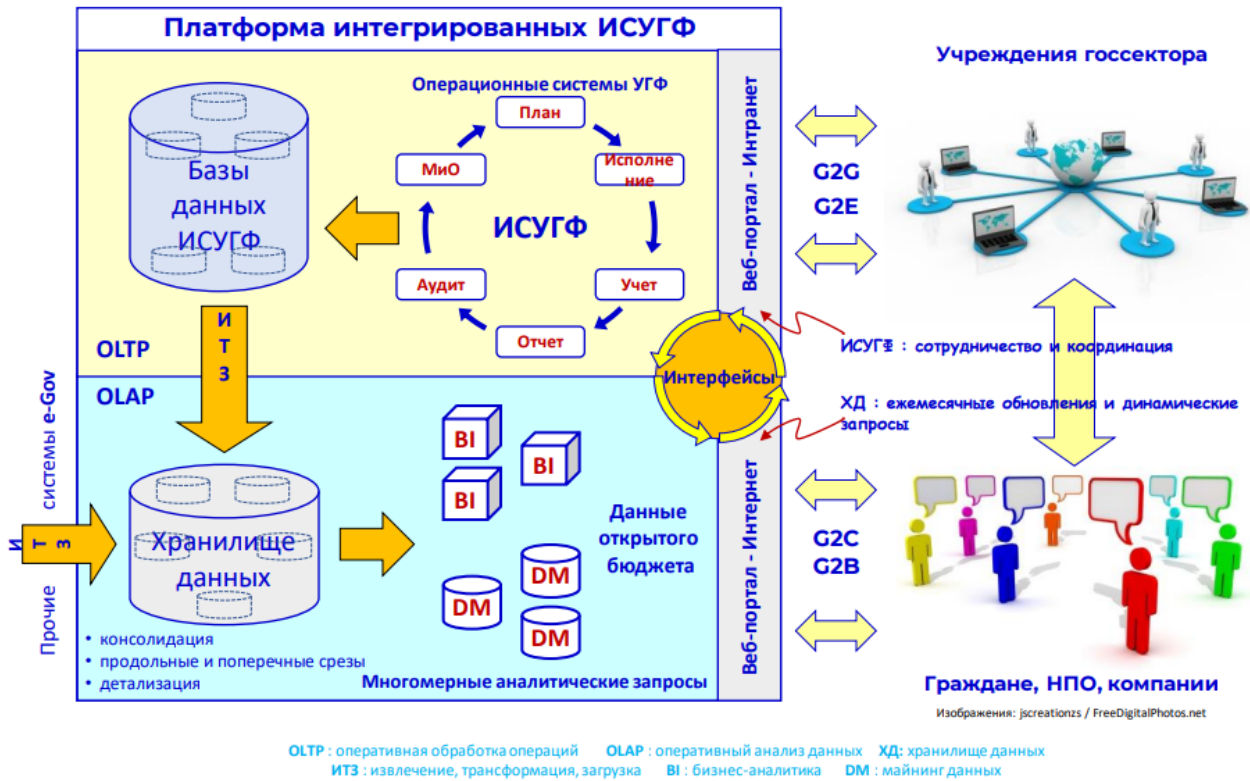 Платформа интегрированных ИСУГФ
Учреждения госсектора
Операционные системы УГФ
План
Исполне
ние
Учет
Отчет
Аудит
МиО
ИСУГФ
Базы
данных
ИСУГФ
И
Т
З
OLTP
OLAP
Веб-портал - Интранет
G2G
G2E
Интерфейсы
ИСУГФ : сотрудничество и координация
ХД : ежемесячные обновления и динамические
запросы
Прочие системы e-Gov
И
Т
З
Хранилище
данных
BI
BI
BI
DM
DM
DM
Данные
открытого
бюджета
Веб-портал - Интернет
G2C
G2B
• консолидация
• продольные и поперечные срезы
• детализация
Многомерные аналитические запросы
Граждане, НПО, компании
Изображения: jscreationzs / FreeDigitalPhotos.net
OLTP : оперативная обработка операций OLAP : оперативный анализ данных ХД: хранилище данных
ИТЗ : извлечение, трансформация, загрузка BI : бизнес-аналитика DM : майнинг данных